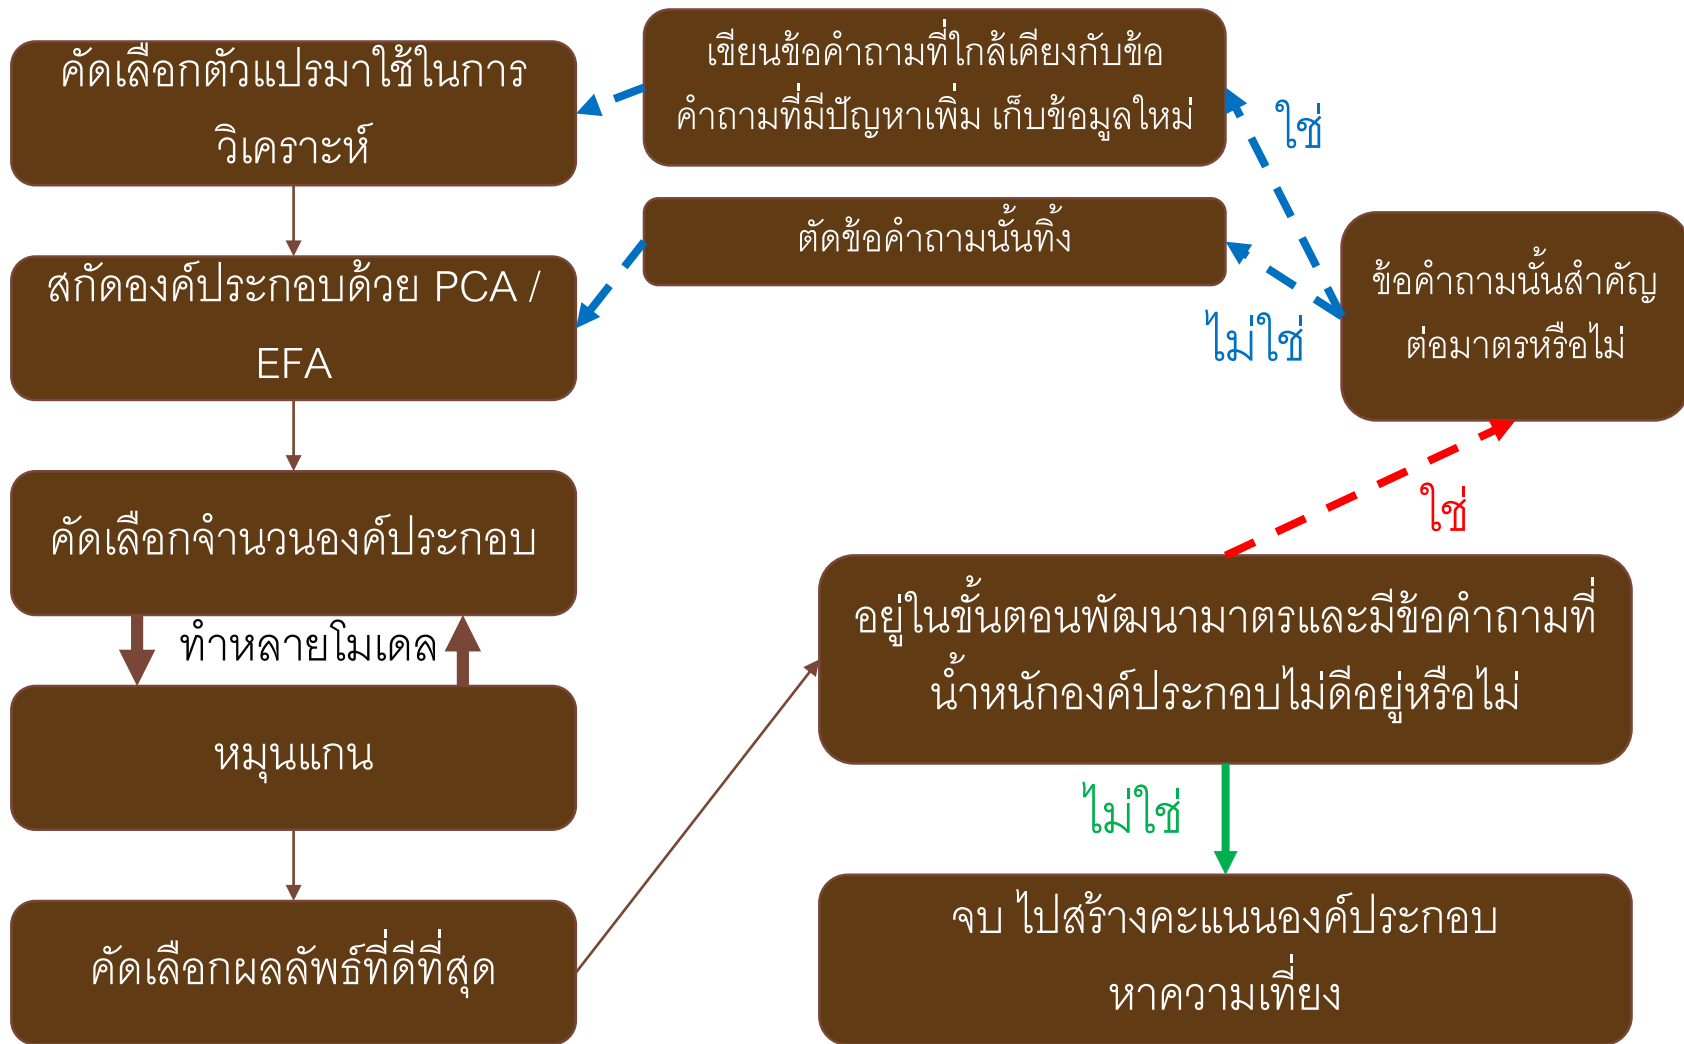 คัดเลือกตัวแปรมาใช้ในการ
วิเคราะห์
สกัดองค์ประกอบด้วย PCA /
EFA
คัดเลือกจำนวนองค์ประกอบ
ทำหลายโมเดล
หมุนแกน
คัดเลือกผลลัพธ์ที่ดีที่สุด
เขียนข้อคำถามที่ใกล้เคียงกับข้อ
คำถามที่มีปัญหาเพิ่ม เก็บข้อมูลใหม่
ตัดข้อคำถามนั้นทิ้ง
ใช่
ไม่ใช่
ข้อคำถามนั้นสำคัญ
ต่อมาตรหรือไม่
ใช่
อยู่ในขั้นตอนพัฒนามาตรและมีข้อคำถามที่
น้ำหนักองค์ประกอบไม่ดีอยู่หรือไม่
ไม่ใช่
จบ ไปสร้างคะแนนองค์ประกอบ
หาความเที่ยง